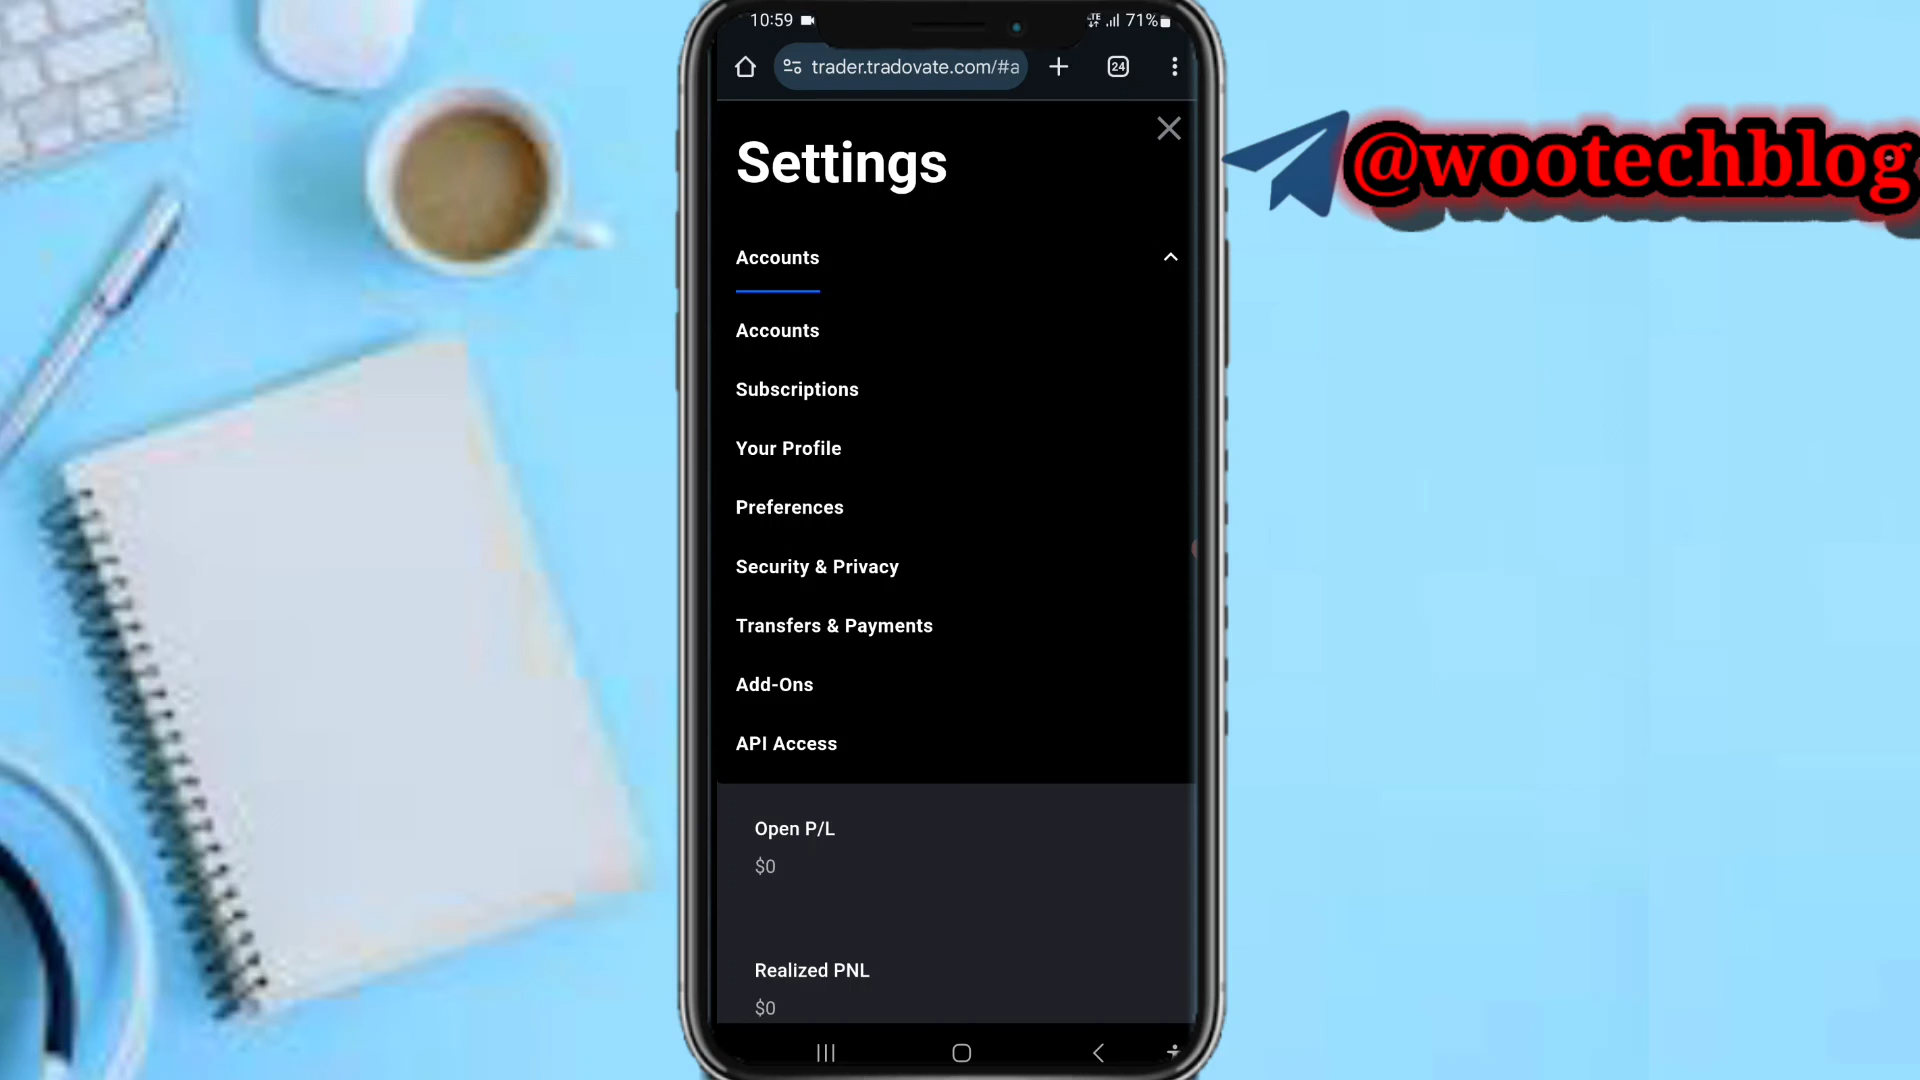 10:59
LTE
71%
trader.tradovate.com/#a
24
Settings
@wootechblog
Accounts
Accounts
Subscriptions
Your Profile
Preferences
Security & Privacy
Transfers & Payments
Add-Ons
API Access
Open P/L
$0
Realized PNL
$0